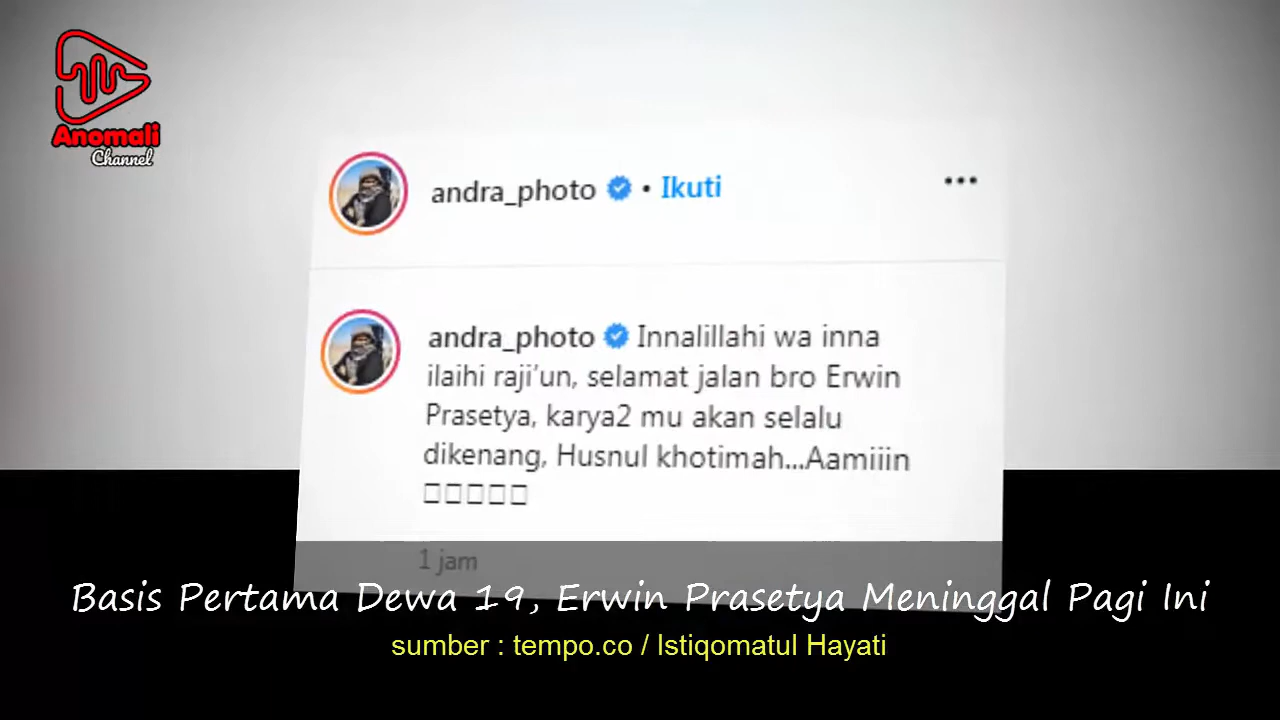 Anomali
Channel
andra_photo • Ikuti
andra_photo Innalillahi wa inna
ilaihi raji'un, selamat jalan bro Erwin
Prasetya, karya2 mu akan selalu
dikenang, Husnul khotimah...Aamiiin
□□□□□
1 jam
Basis Pertama Dewa 19, Erwin Prasetya Meninggal Pagi Ini
sumber : tempo.co / Istiqomatul Hayati